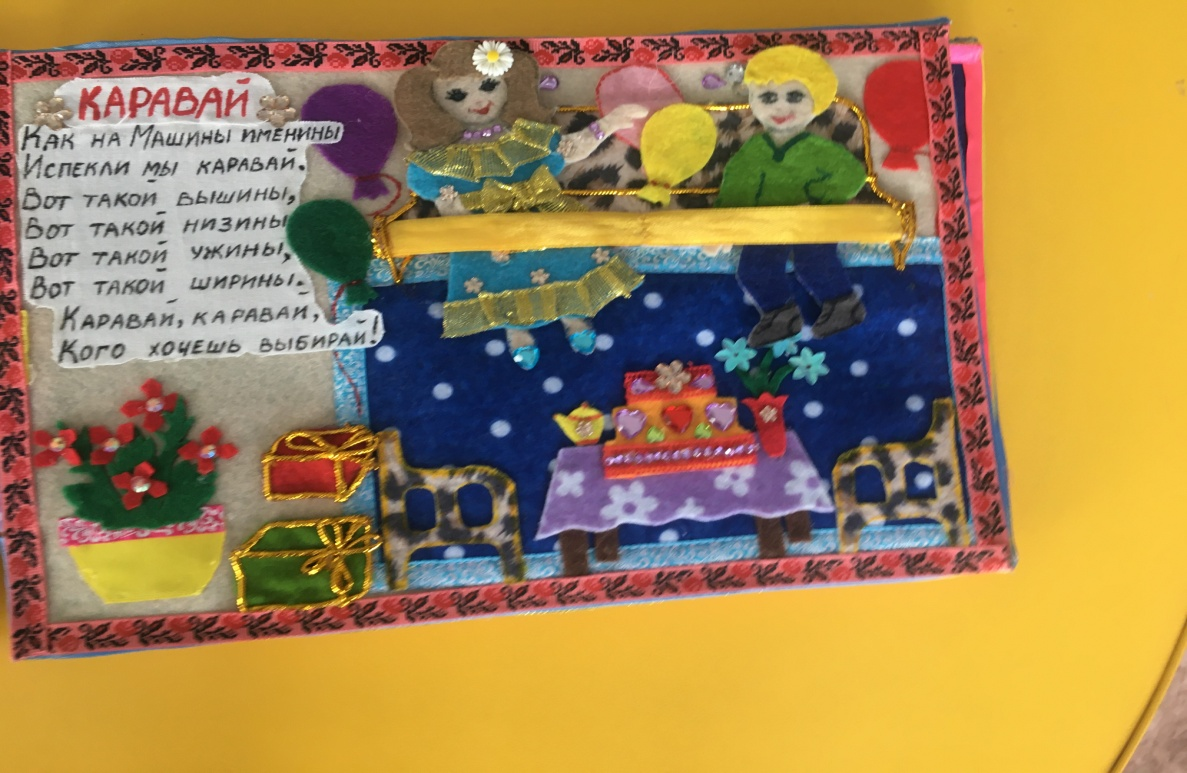 КАРАВАЙ
Как на Машины именины
Испекли мы каравай.
Вот такой вышины,
Вот такой низины,
Вот такой ужины,
Вот такой ширины.
Каравай, каравай,
Кого хочешь выбирай!